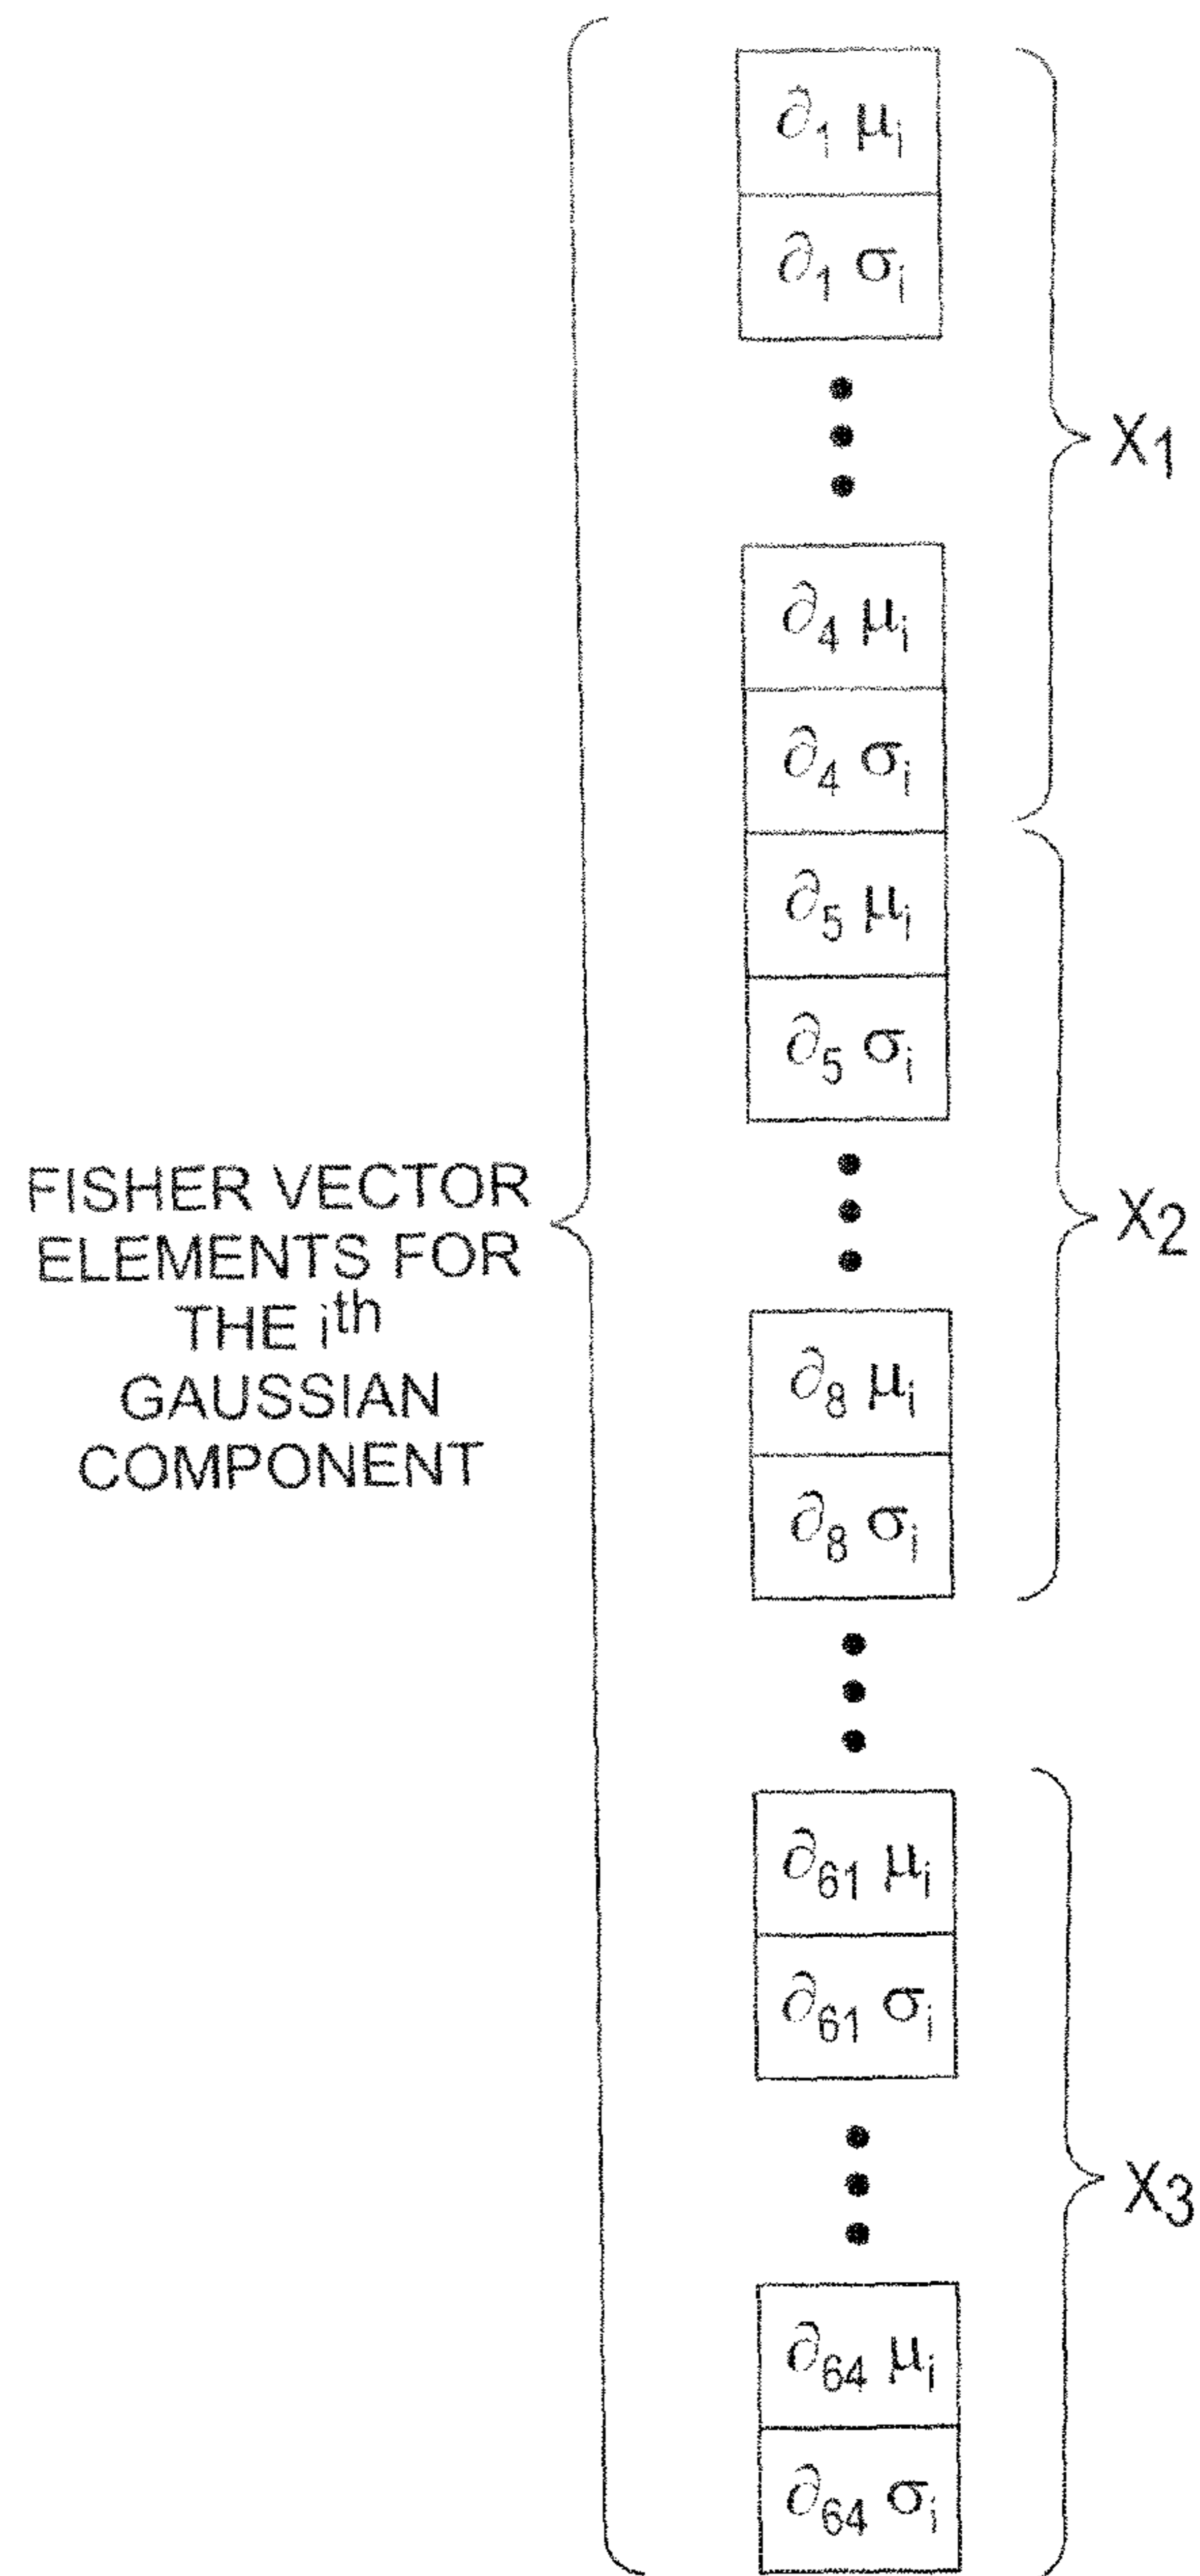 ∂₁ μᵢ
∂₁ σᵢ
X₁
∂₄ μᵢ
∂₄ σᵢ
∂₅ μᵢ
∂₅ σᵢ
FISHER VECTOR
ELEMENTS FOR
THE iᵗʰ
GAUSSIAN
COMPONENT
X₂
∂₈ μᵢ
∂₈ σᵢ
∂₆₁ μᵢ
∂₆₁ σᵢ
X₃
∂₆₄ μᵢ
∂₆₄ σᵢ